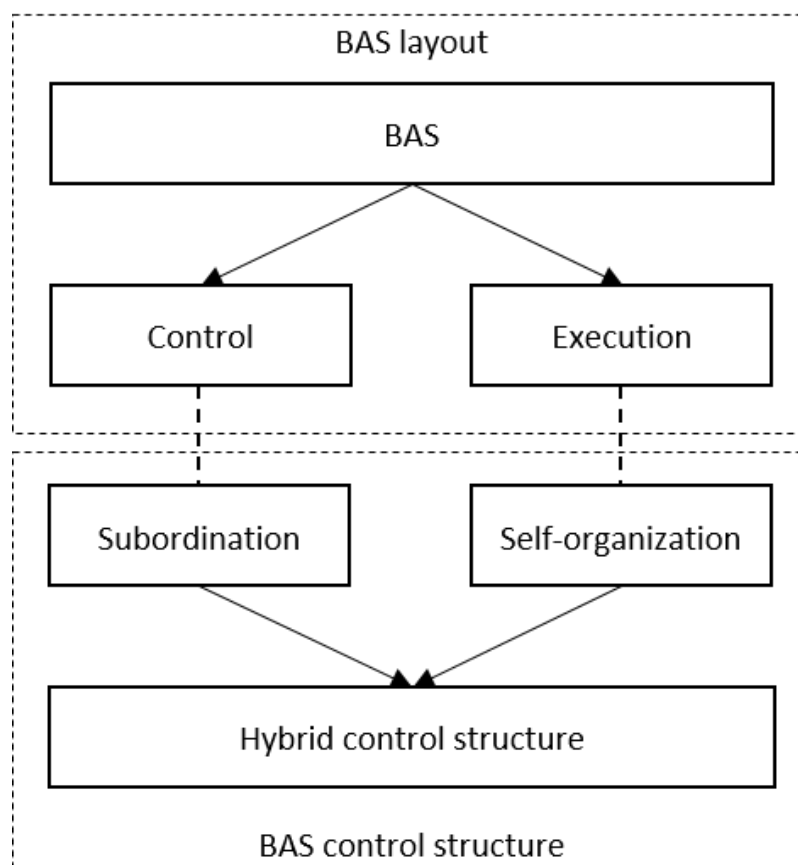 BAS layout
BAS
Control
Execution
Subordination
Self-organization
Hybrid control structure
BAS control structure